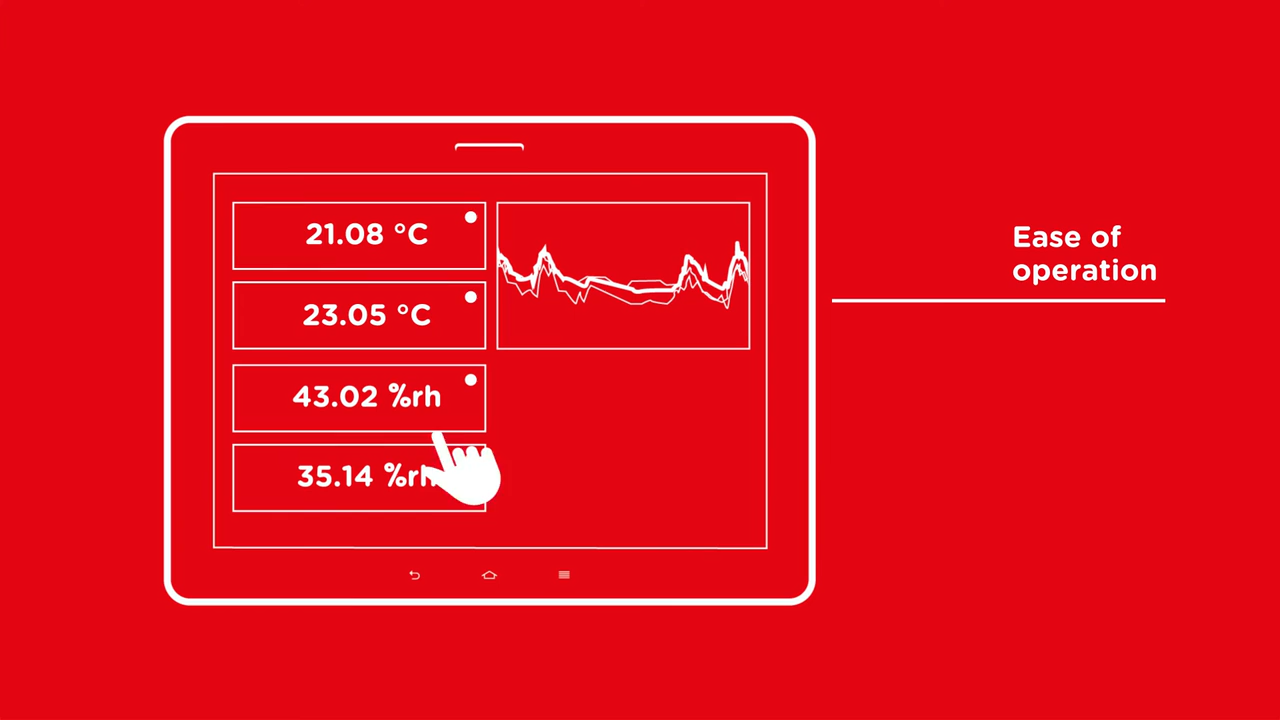 21.08 °C
23.05 °C
43.02 %rh
35.14 %rh
Ease of
operation